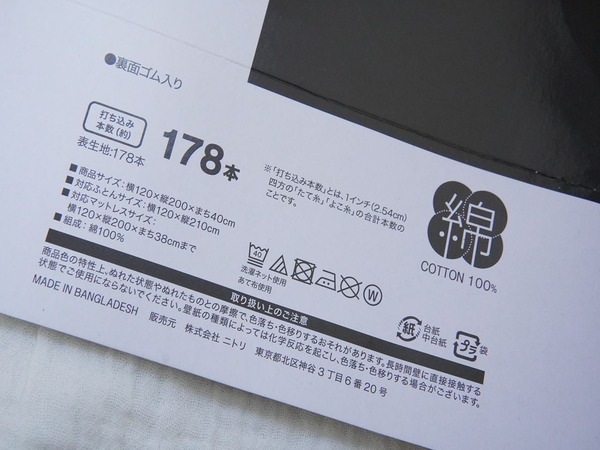 ●裏面ゴム入り
打ち込み
本数(約)
178本
表生地:178本
■商品サイズ:横120×縦200×まち40cm
■対応ふとんサイズ:横120×縦210cm
■対応マットレスサイズ:
横120×縦200×まち38cmまで
■組成:綿100%
※「打ち込み本数」とは、1インチ(2.54cm)
四方の「たて糸」「よこ糸」の合計本数の
ことです。
綿
COTTON 100%
40
W
洗濯ネット使用
あて布使用
取り扱い上のご注意
商品色の特性上、ぬれた状態やぬれたものとの摩擦で、色落ち・色移りするおそれがあります。長時間壁に直接接触する
状態でご使用にならないでください。壁紙の種類によっては化学反応を起こし、色落ち・色移りする場合がございます。
MADE IN BANGLADESH 販売元 株式会社 ニトリ 東京都北区神谷3丁目6番20号
紙
台紙
中台紙
プラ
袋